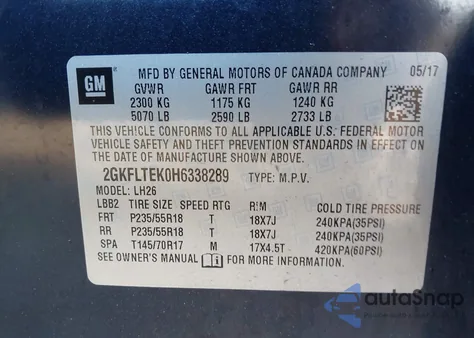 GM
MFD BY GENERAL MOTORS OF CANADA COMPANY 05/17
GVWR GAWR FRT GAWR RR
2300 KG 1175 KG 1240 KG
5070 LB 2590 LB 2733 LB
THIS VEHICLE CONFORMS TO ALL APPLICABLE U.S. FEDERAL MOTOR
VEHICLE SAFETY AND THEFT PREVENTION STANDARDS IN EFFECT ON
THE DATE OF MANUFACTURE SHOWN ABOVE.
2GKFLTEK0H6338289 TYPE: M.P.V.
MODEL: LH26
LBB2 TIRE SIZE SPEED RTG RIM COLD TIRE PRESSURE
FRT P235/55R18 T 18X7J 240KPA(35PSI)
RR P235/55R18 T 18X7J 240KPA(35PSI)
SPA T145/70R17 M 17X4.5T 420KPA(60PSI)
SEE OWNER'S MANUAL i FOR MORE INFORMATION
autoSnap